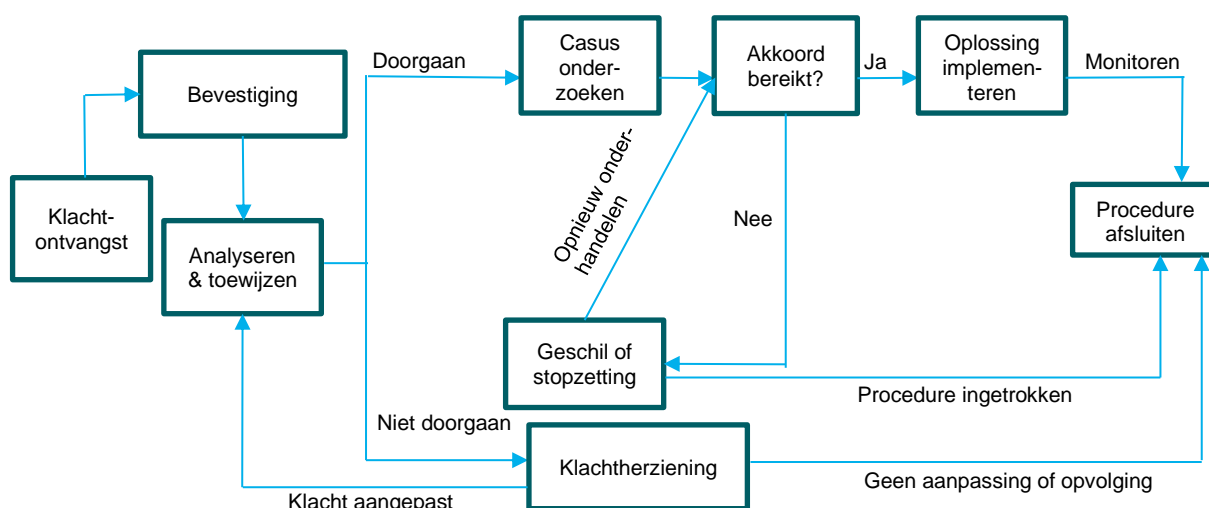 Klacht-
ontvangst
Bevestiging
Analyseren
& toewijzen
Doorgaan
Casus
onder-
zoeken
Akkoord
bereikt?
Ja
Oplossing
implemen-
teren
Monitoren
Procedure
afsluiten
Nee
Opnieuw onder-
handelen
Geschil of
stopzetting
Procedure ingetrokken
Niet doorgaan
Klachtherziening
Klacht aangepast
Geen aanpassing of opvolging